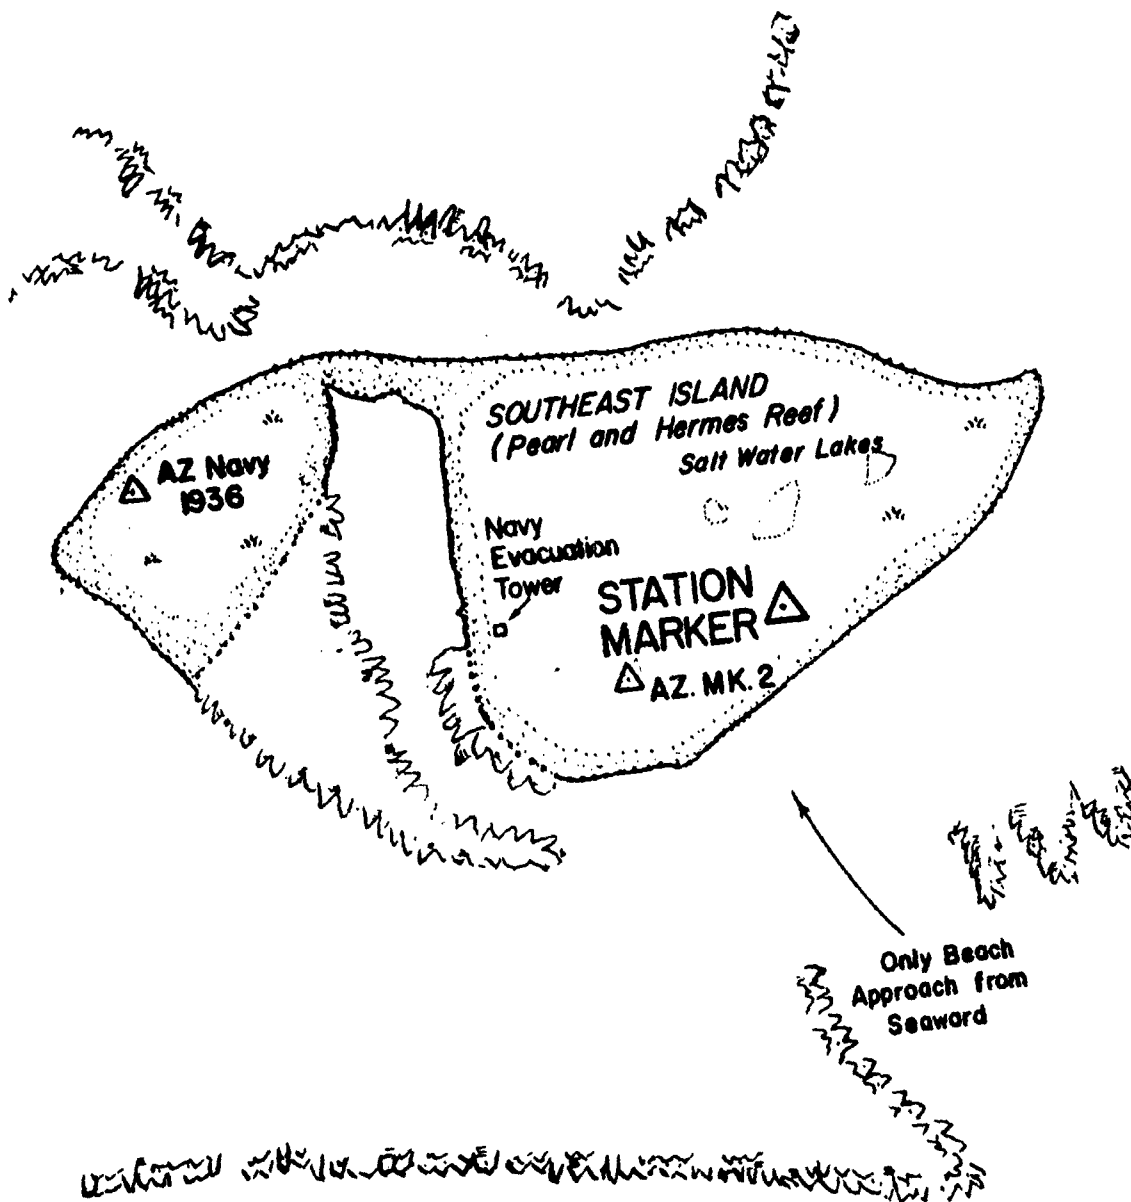 SOUTHEAST ISLAND
(Pearl and Hermes Reef)
Salt Water Lakes
AZ Navy
1936
Navy
Evacuation
Tower
STATION
MARKER
AZ. MK. 2
Only Beach
Approach from
Seaward